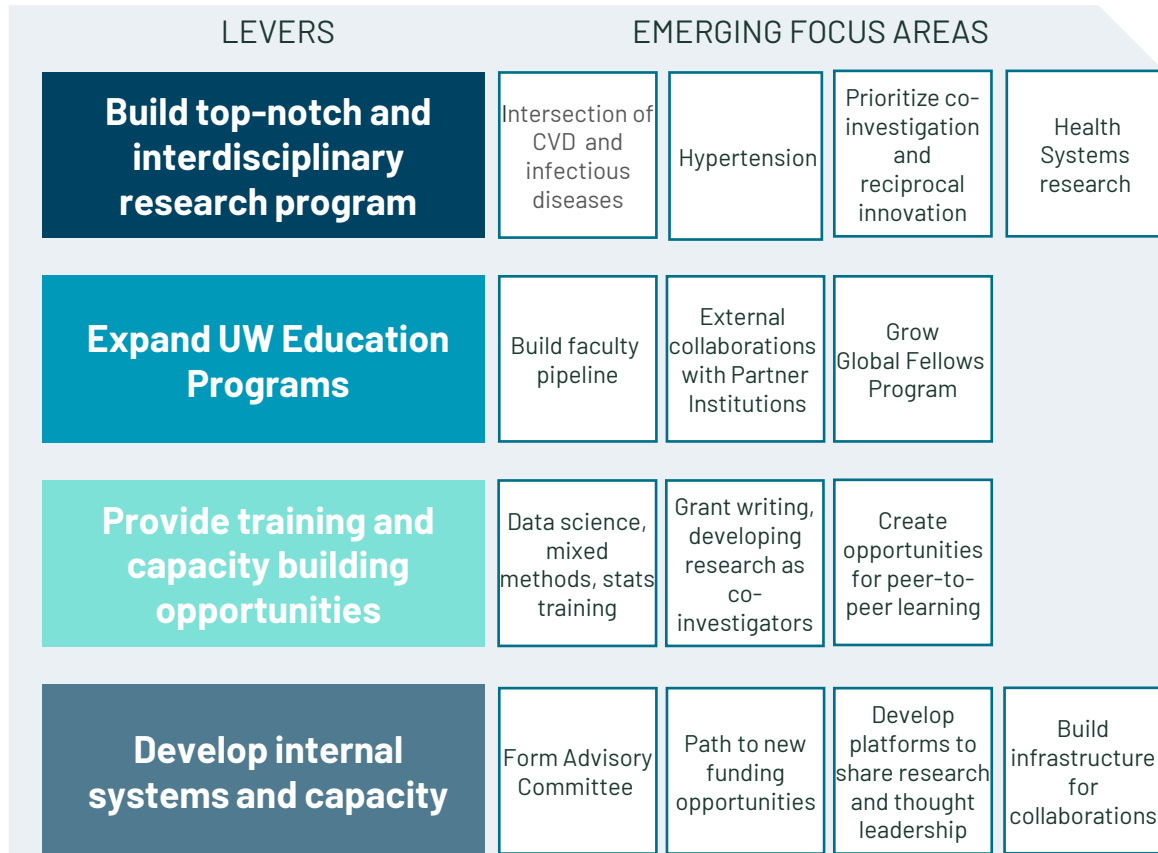 LEVERS
EMERGING FOCUS AREAS
Build top-notch and
interdisciplinary
research program
Intersection of
CVD and
infectious
diseases
Hypertension
Prioritize co-
investigation
and
reciprocal
innovation
Health
Systems
research
Expand UW Education
Programs
Build faculty
pipeline
External
collaborations
with Partner
Institutions
Grow
Global Fellows
Program
Provide training and
capacity building
opportunities
Data science,
mixed
methods, stats
training
Grant writing,
developing
research as
co-
investigators
Create
opportunities
for peer-to-
peer learning
Develop internal
systems and capacity
Form Advisory
Committee
Path to new
funding
opportunities
Develop
platforms to
share research
and thought
leadership
Build
infrastructure
for
collaborations